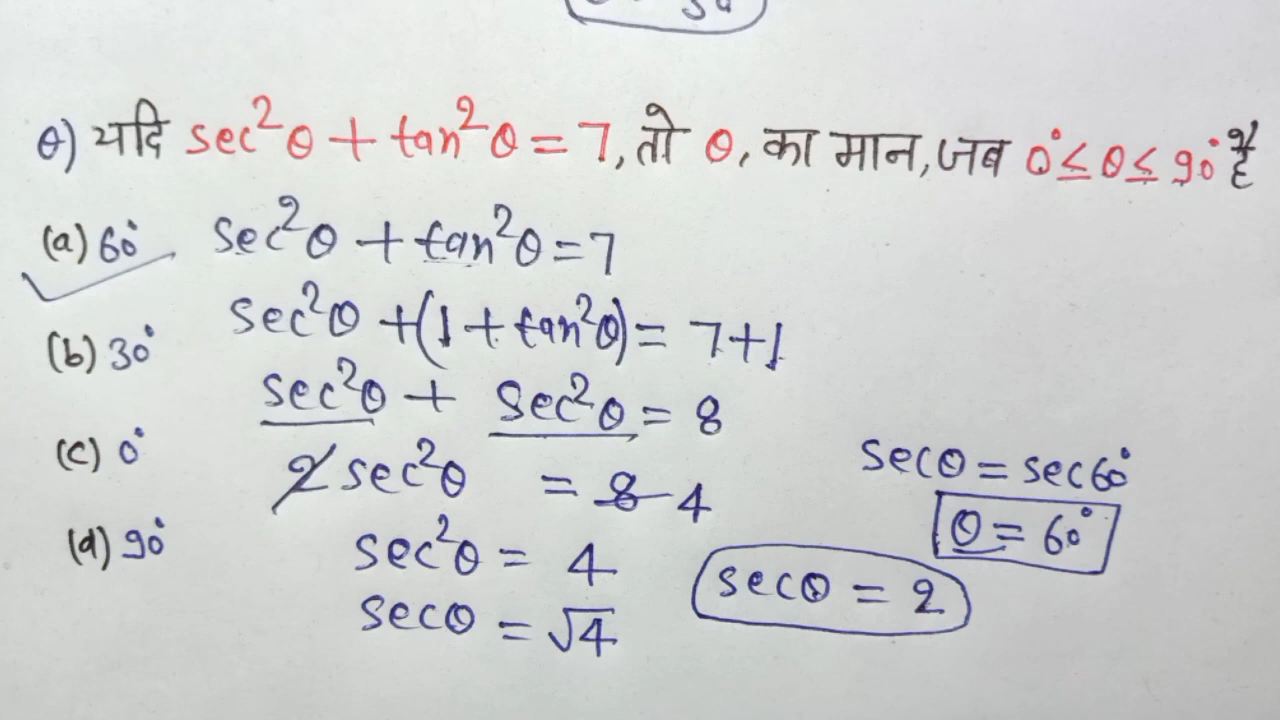 θ) यदि sec²θ + tan²θ = 7, तो θ, का मान, जब 0° ≤ θ ≤ 90° है
(a) 60° sec²θ + tan²θ = 7
(b) 30° sec²θ + (1 + tan²θ) = 7+1
sec²θ + sec²θ = 8
(c) 0° 2sec²θ = 8 4
(d) 90° sec²θ = 4
secθ = √4
secθ = 2
secθ = sec60°
θ = 60°